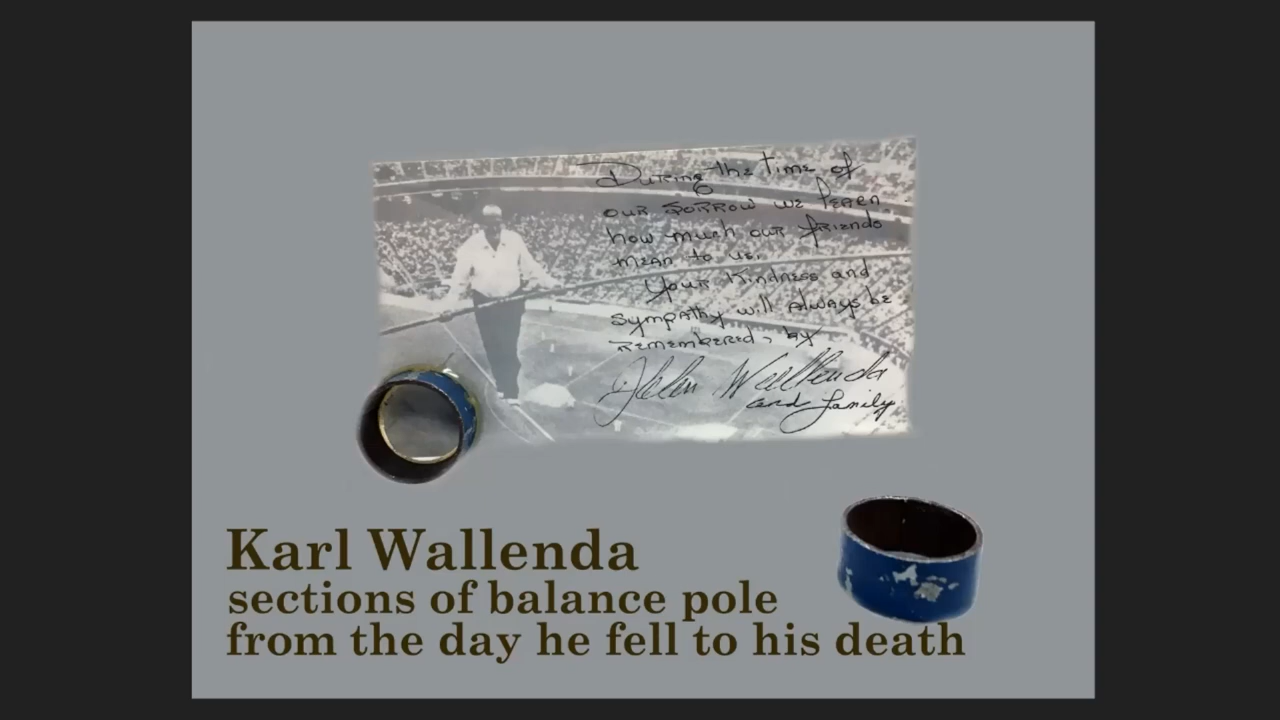 During the time of
our sorrow we learn
how much our friends
mean to us.
Your kindness and
sympathy will always be
Remembered, by
Helen Wallenda
and family
Karl Wallenda
sections of balance pole
from the day he fell to his death